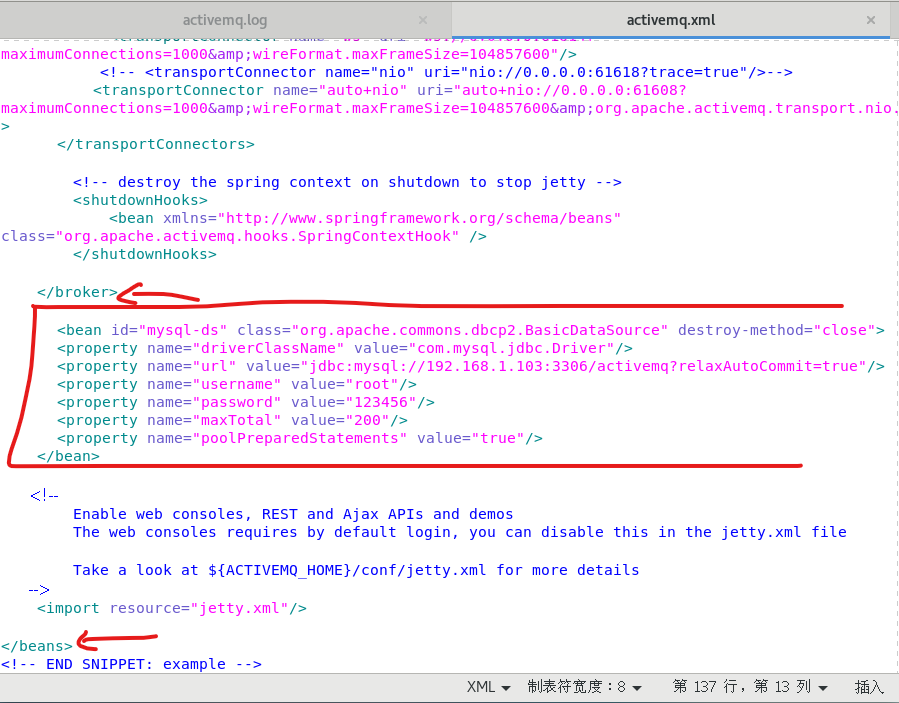 activemq.log × activemq.xml ×
maximumConnections=1000&amp;wireFormat.maxFrameSize=104857600"/>
<!-- <transportConnector name="nio" uri="nio://0.0.0.0:61618?trace=true"/>-->
<transportConnector name="auto+nio" uri="auto+nio://0.0.0.0:61608?
maximumConnections=1000&amp;wireFormat.maxFrameSize=104857600&amp;org.apache.activemq.transport.nio.
>
</transportConnectors>
<!-- destroy the spring context on shutdown to stop jetty -->
<shutdownHooks>
<bean xmlns="http://www.springframework.org/schema/beans"
class="org.apache.activemq.hooks.SpringContextHook" />
</shutdownHooks>
</broker>
<bean id="mysql-ds" class="org.apache.commons.dbcp2.BasicDataSource" destroy-method="close">
<property name="driverClassName" value="com.mysql.jdbc.Driver"/>
<property name="url" value="jdbc:mysql://192.168.1.103:3306/activemq?relaxAutoCommit=true"/>
<property name="username" value="root"/>
<property name="password" value="123456"/>
<property name="maxTotal" value="200"/>
<property name="poolPreparedStatements" value="true"/>
</bean>
<!--
Enable web consoles, REST and Ajax APIs and demos
The web consoles requires by default login, you can disable this in the jetty.xml file
Take a look at ${ACTIVEMQ_HOME}/conf/jetty.xml for more details
-->
<import resource="jetty.xml"/>
</beans>
<!-- END SNIPPET: example -->
XML 制表符宽度：8 第 137 行，第 13 列 插入